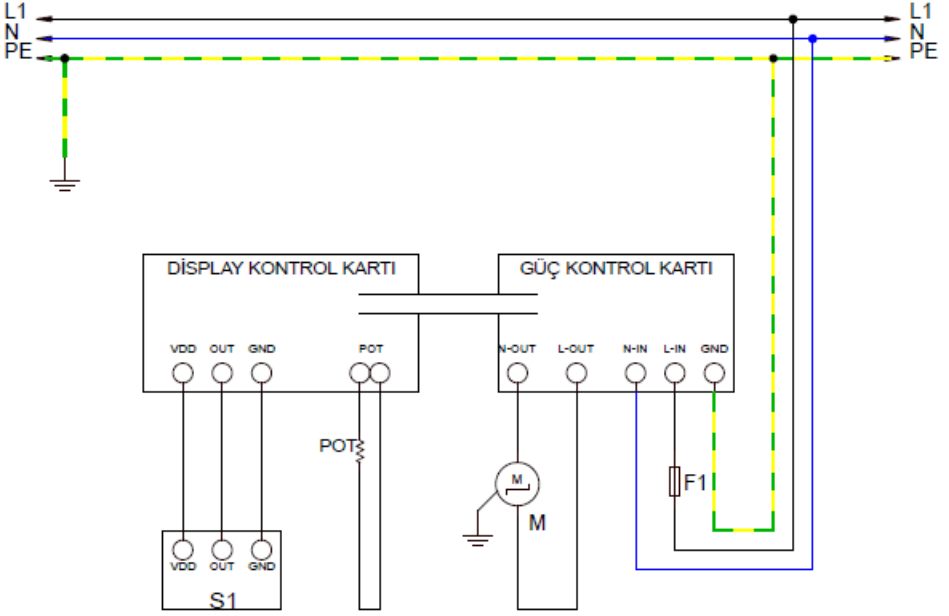 L1
L1
N
N
PE
PE
DİSPLAY KONTROL KARTI
GÜÇ KONTROL KARTI
VDD OUT GND
POT
N-OUT L-OUT N-IN L-IN GND
POT
M
F1
M
VDD OUT GND
S1